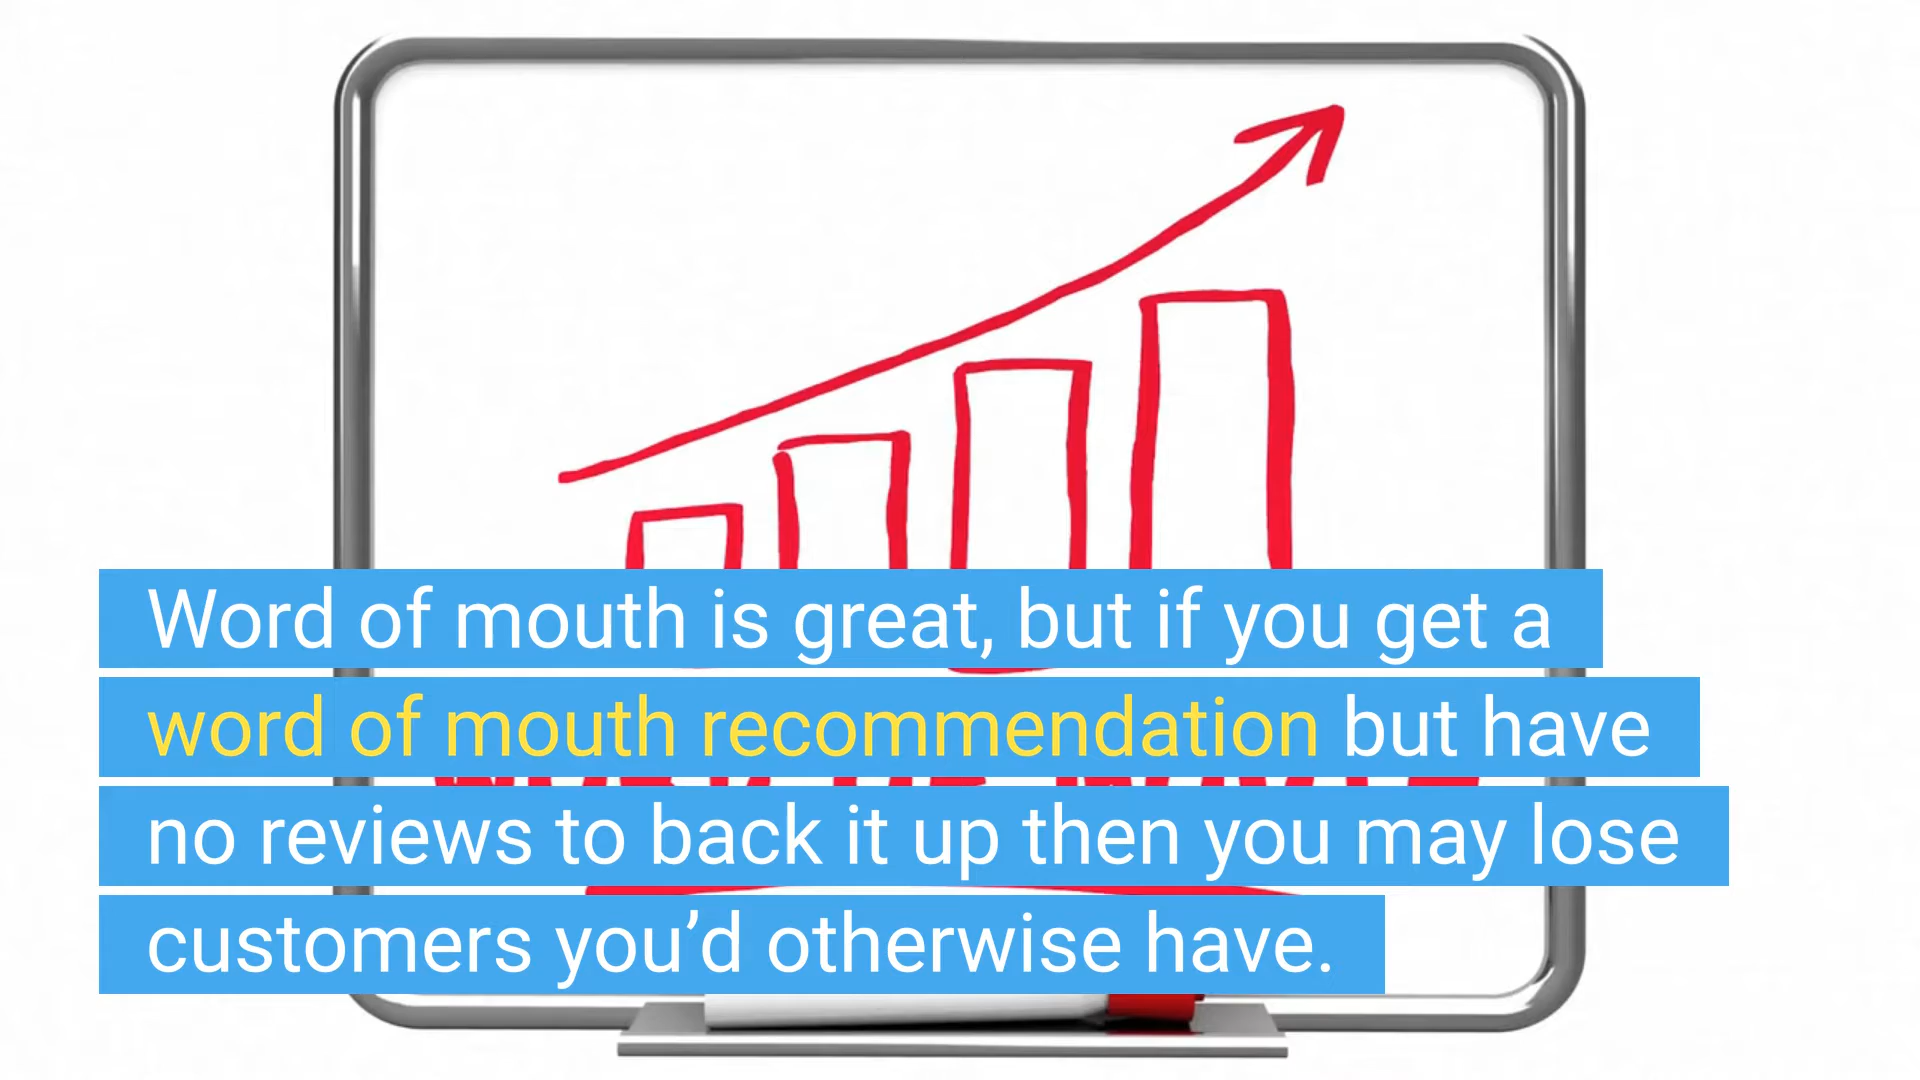 Word of mouth is great, but if you get a
word of mouth recommendation but have
no reviews to back it up then you may lose
customers you’d otherwise have.